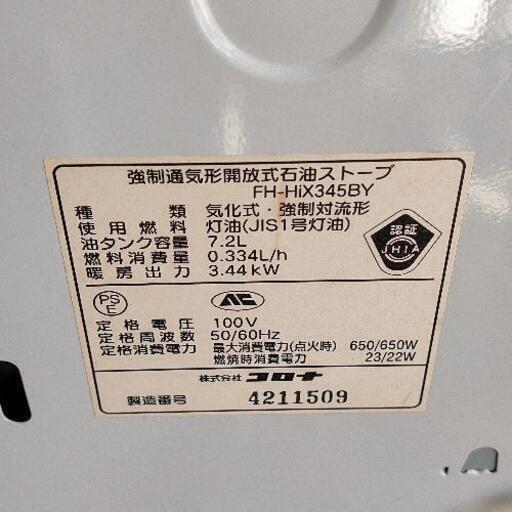 強制通気形開放式石油ストーブ
FH-HiX345BY
種類 気化式・強制対流形
使用燃料 灯油(JIS1号灯油)
油タンク容量 7.2L
燃料消費量 0.334L/h
暖房出力 3.44kW
認証
JHIA
PS
E
定格電圧 100V
定格周波数 50/60Hz
定格消費電力 最大消費電力(点火時) 650/650W
燃焼時消費電力 23/22W
株式会社 コロナ
製造番号 4211509